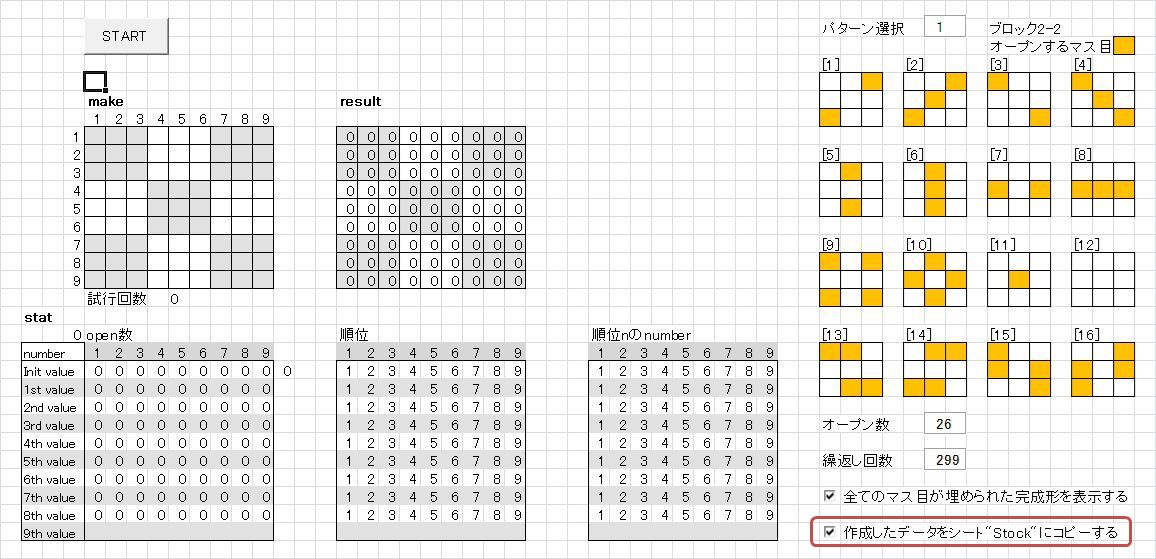 START
make
1 2 3 4 5 6 7 8 9
1
2
3
4
5
6
7
8
9
試行回数 0
result
0 0 0 0 0 0 0 0 0
0 0 0 0 0 0 0 0 0
0 0 0 0 0 0 0 0 0
0 0 0 0 0 0 0 0 0
0 0 0 0 0 0 0 0 0
0 0 0 0 0 0 0 0 0
0 0 0 0 0 0 0 0 0
0 0 0 0 0 0 0 0 0
0 0 0 0 0 0 0 0 0
stat
0 open数
number 1 2 3 4 5 6 7 8 9
Init value 0 0 0 0 0 0 0 0 0 0
1st value 0 0 0 0 0 0 0 0 0
2nd value 0 0 0 0 0 0 0 0 0
3rd value 0 0 0 0 0 0 0 0 0
4th value 0 0 0 0 0 0 0 0 0
5th value 0 0 0 0 0 0 0 0 0
6th value 0 0 0 0 0 0 0 0 0
7th value 0 0 0 0 0 0 0 0 0
8th value 0 0 0 0 0 0 0 0 0
9th value
順位
1 2 3 4 5 6 7 8 9
1 2 3 4 5 6 7 8 9
1 2 3 4 5 6 7 8 9
1 2 3 4 5 6 7 8 9
1 2 3 4 5 6 7 8 9
1 2 3 4 5 6 7 8 9
1 2 3 4 5 6 7 8 9
1 2 3 4 5 6 7 8 9
1 2 3 4 5 6 7 8 9
1 2 3 4 5 6 7 8 9
順位nのnumber
1 2 3 4 5 6 7 8 9
1 2 3 4 5 6 7 8 9
1 2 3 4 5 6 7 8 9
1 2 3 4 5 6 7 8 9
1 2 3 4 5 6 7 8 9
1 2 3 4 5 6 7 8 9
1 2 3 4 5 6 7 8 9
1 2 3 4 5 6 7 8 9
1 2 3 4 5 6 7 8 9
1 2 3 4 5 6 7 8 9
パターン選択 1
ブロック2-2
オープンするマス目
[1] [2] [3] [4]
[5] [6] [7] [8]
[9] [10] [11] [12]
[13] [14] [15] [16]
オープン数 26
繰返し回数 299
全てのマス目が埋められた完成形を表示する
作成したデータをシート“Stock“にコピーする